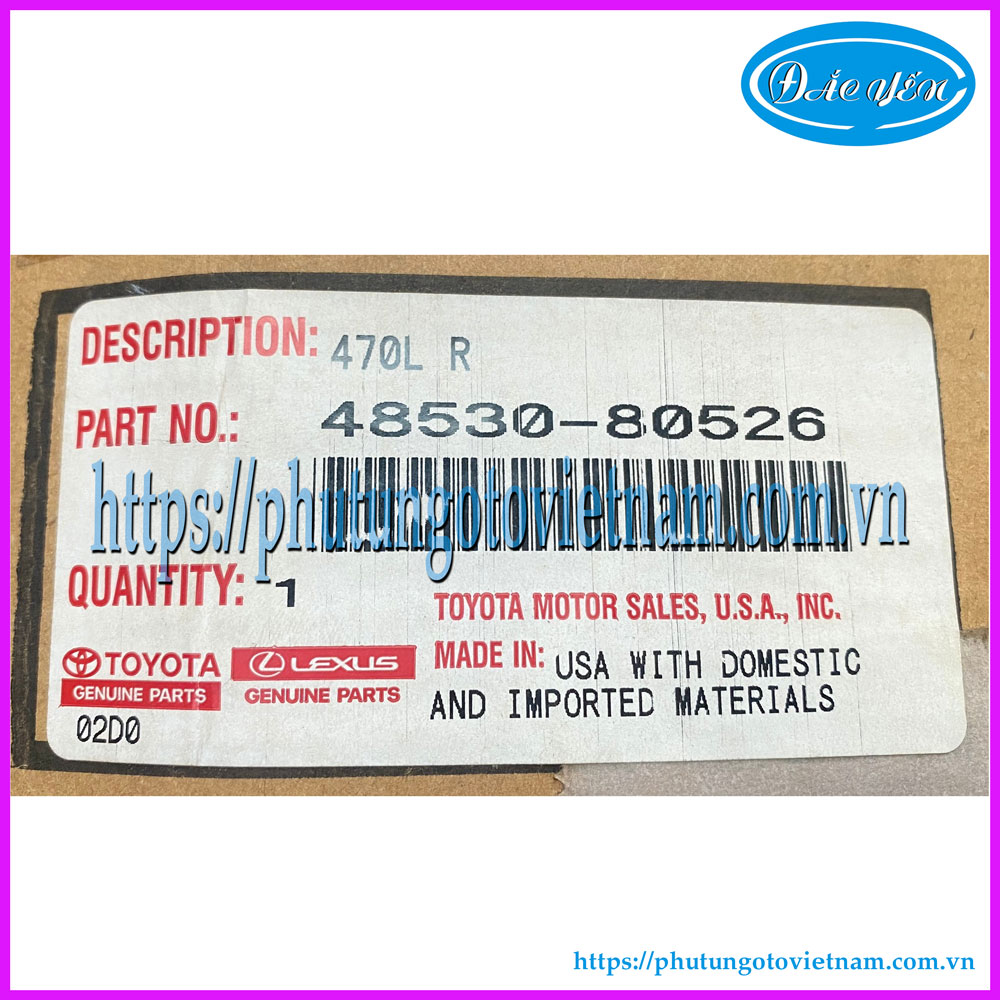 ĐẮC YẾN
DESCRIPTION: 470L R
PART NO.: 48530-80526
https://phutungotovietnam.com.vn
QUANTITY: 1
TOYOTA MOTOR SALES, U.S.A., INC.
TOYOTA
GENUINE PARTS
LEXUS
GENUINE PARTS
MADE IN: USA WITH DOMESTIC
AND IMPORTED MATERIALS
02D0
https://phutungotovietnam.com.vn